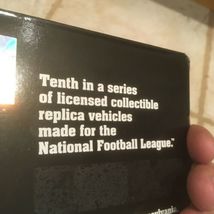 Tenth in a series
of licensed collectible
replica vehicles
made for the
National Football League.™